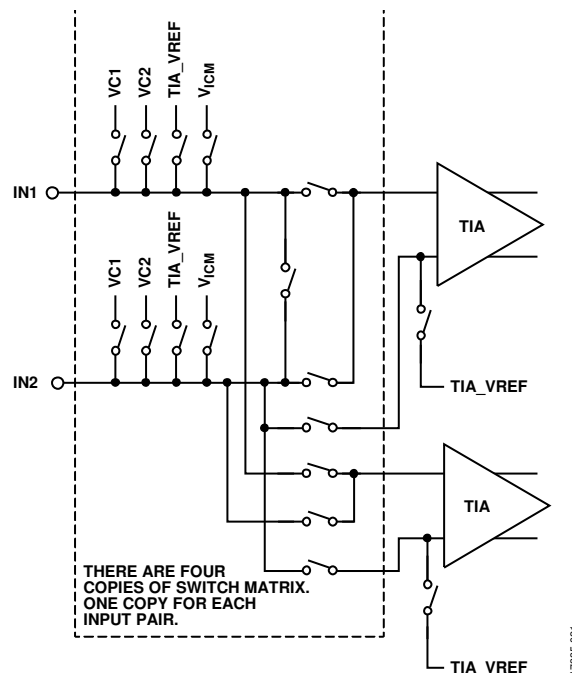 VC1
VC2
TIA_VREF
VICM
IN1
TIA
VC1
VC2
TIA_VREF
VICM
IN2
TIA_VREF
TIA
THERE ARE FOUR
COPIES OF SWITCH MATRIX.
ONE COPY FOR EACH
INPUT PAIR.
TIA_VREF